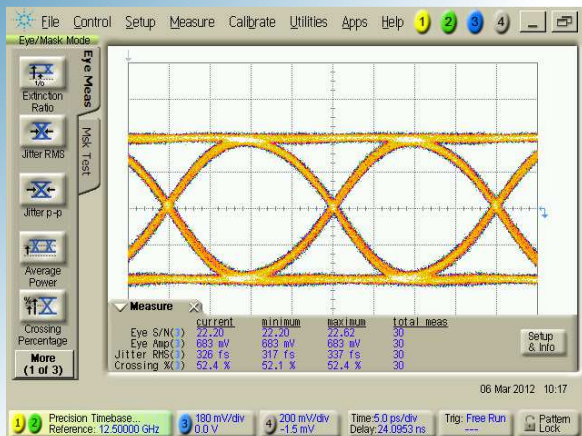 File Control Setup Measure Calibrate Utilities Apps Help 1 2 3 4
Eye/Mask Mode
Eye Meas
Msk Test
1/0
Extinction
Ratio
Jitter RMS
Jitter p-p
Average
Power
Crossing
Percentage
More
(1 of 3)
Measure
current minimum maximum total meas
Eye S/N(3) 22.20 22.20 22.62 30
Eye Amp(3) 683 mV 683 mV 683 mV 30
Jitter RMS(3) 326 fs 317 fs 337 fs 30
Crossing %(3) 52.4 % 52.1 % 52.4 % 30
Setup
& Info
06 Mar 2012 10:17
1 2 Precision Timebase...
Reference: 12.50000 GHz
3 180 mV/div
0.0 V
4 200 mV/div
-1.5 mV
Time:5.0 ps/div
Delay:24.0953 ns
Trig: Free Run
---
Pattern
Lock